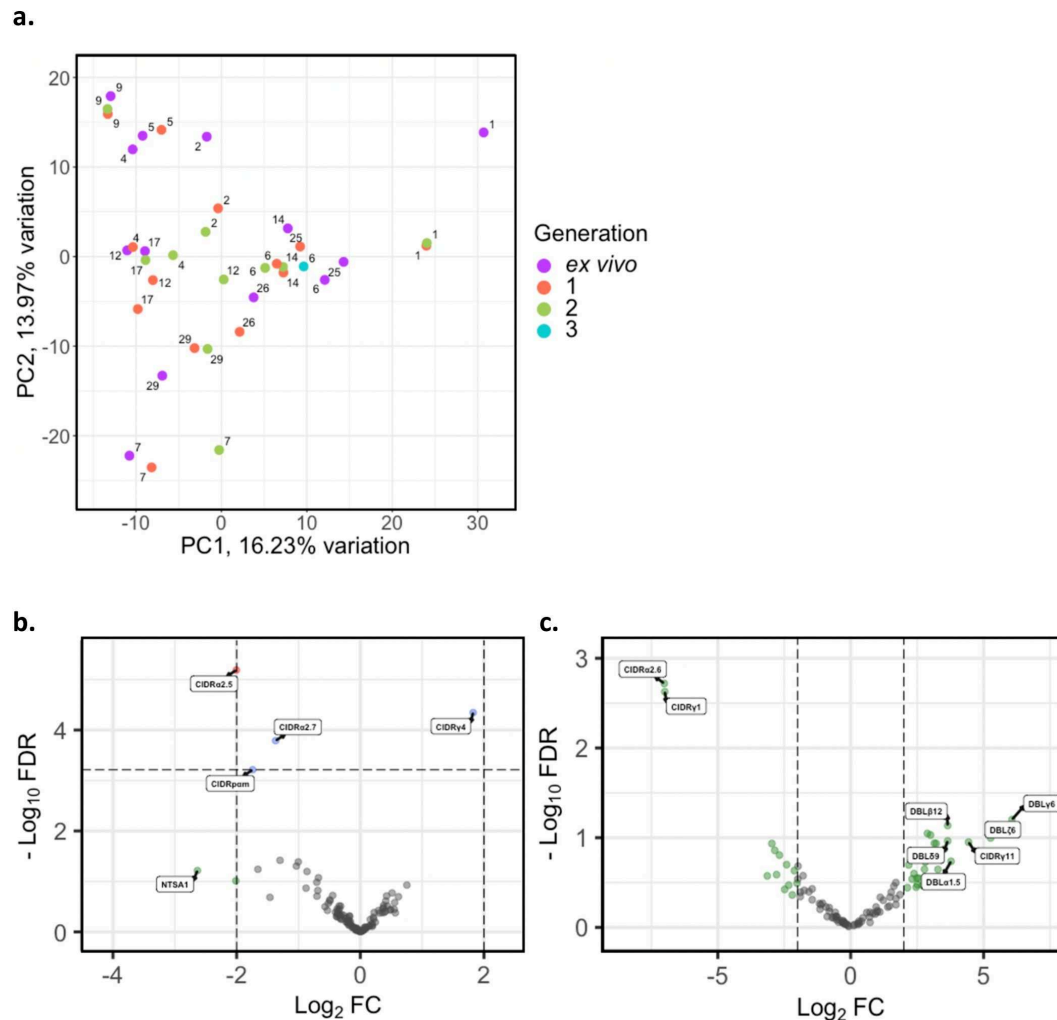 a.
20
10
0
-10
-20
-10 0 10 20 30
PC2, 13.97% variation
PC1, 16.23% variation
9
9
9
5
5
4
2
1
2
2
14
25
1
1
4
17
12
17
4
12
6
6
14
6
14
6
12
17
26
26
29
29
29
7
7
7
Generation
ex vivo
1
2
3
b.
- Log10 FDR
4
2
0
-4 -2 0 2
Log2 FC
CIDRα2.5
CIDRα2.7
CIDRγ4
CIDRpam
NTSA1
c.
- Log10 FDR
3
2
1
0
-5 0 5
Log2 FC
CIDRα2.6
CIDRγ1
DBLγ6
DBLβ12
DBLζ6
DBLδ9
CIDRγ11
DBLα1.5